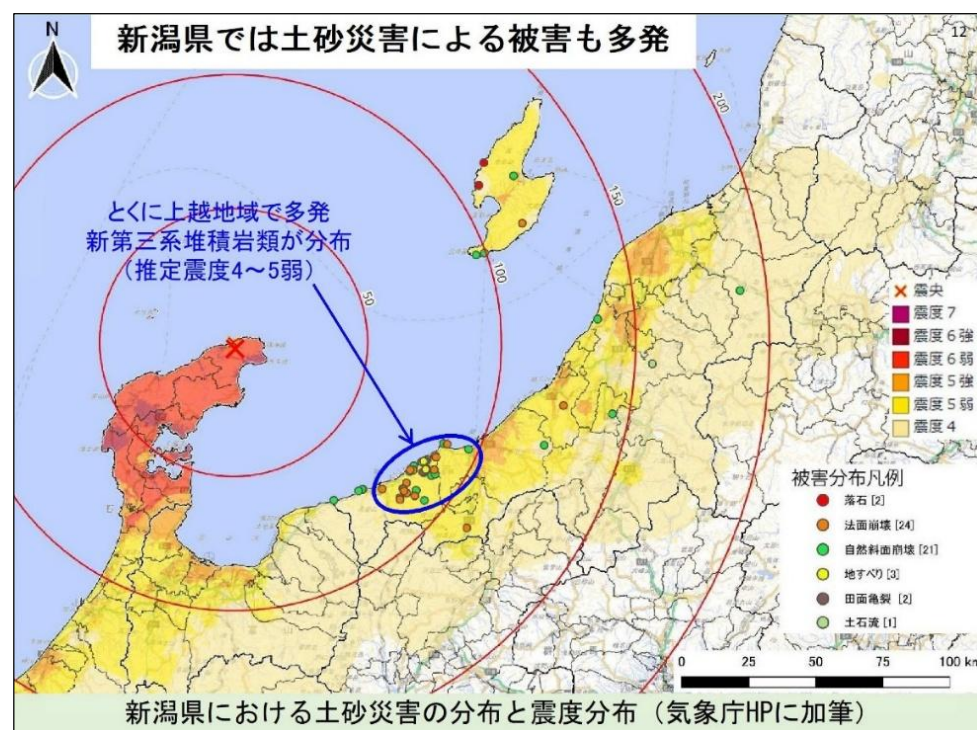 新潟県では土砂災害による被害も多発
12
N
200
150
100
50
とくに上越地域で多発
新第三系堆積岩類が分布
（推定震度4～5弱）
震央
震度7
震度6強
震度6弱
震度5強
震度5弱
震度4
被害分布凡例
落石 [2]
法面崩壊 [24]
自然斜面崩壊 [21]
地すべり [3]
田面亀裂 [2]
土石流 [1]
0 25 50 75 100 km
新潟県における土砂災害の分布と震度分布（気象庁HPに加筆）